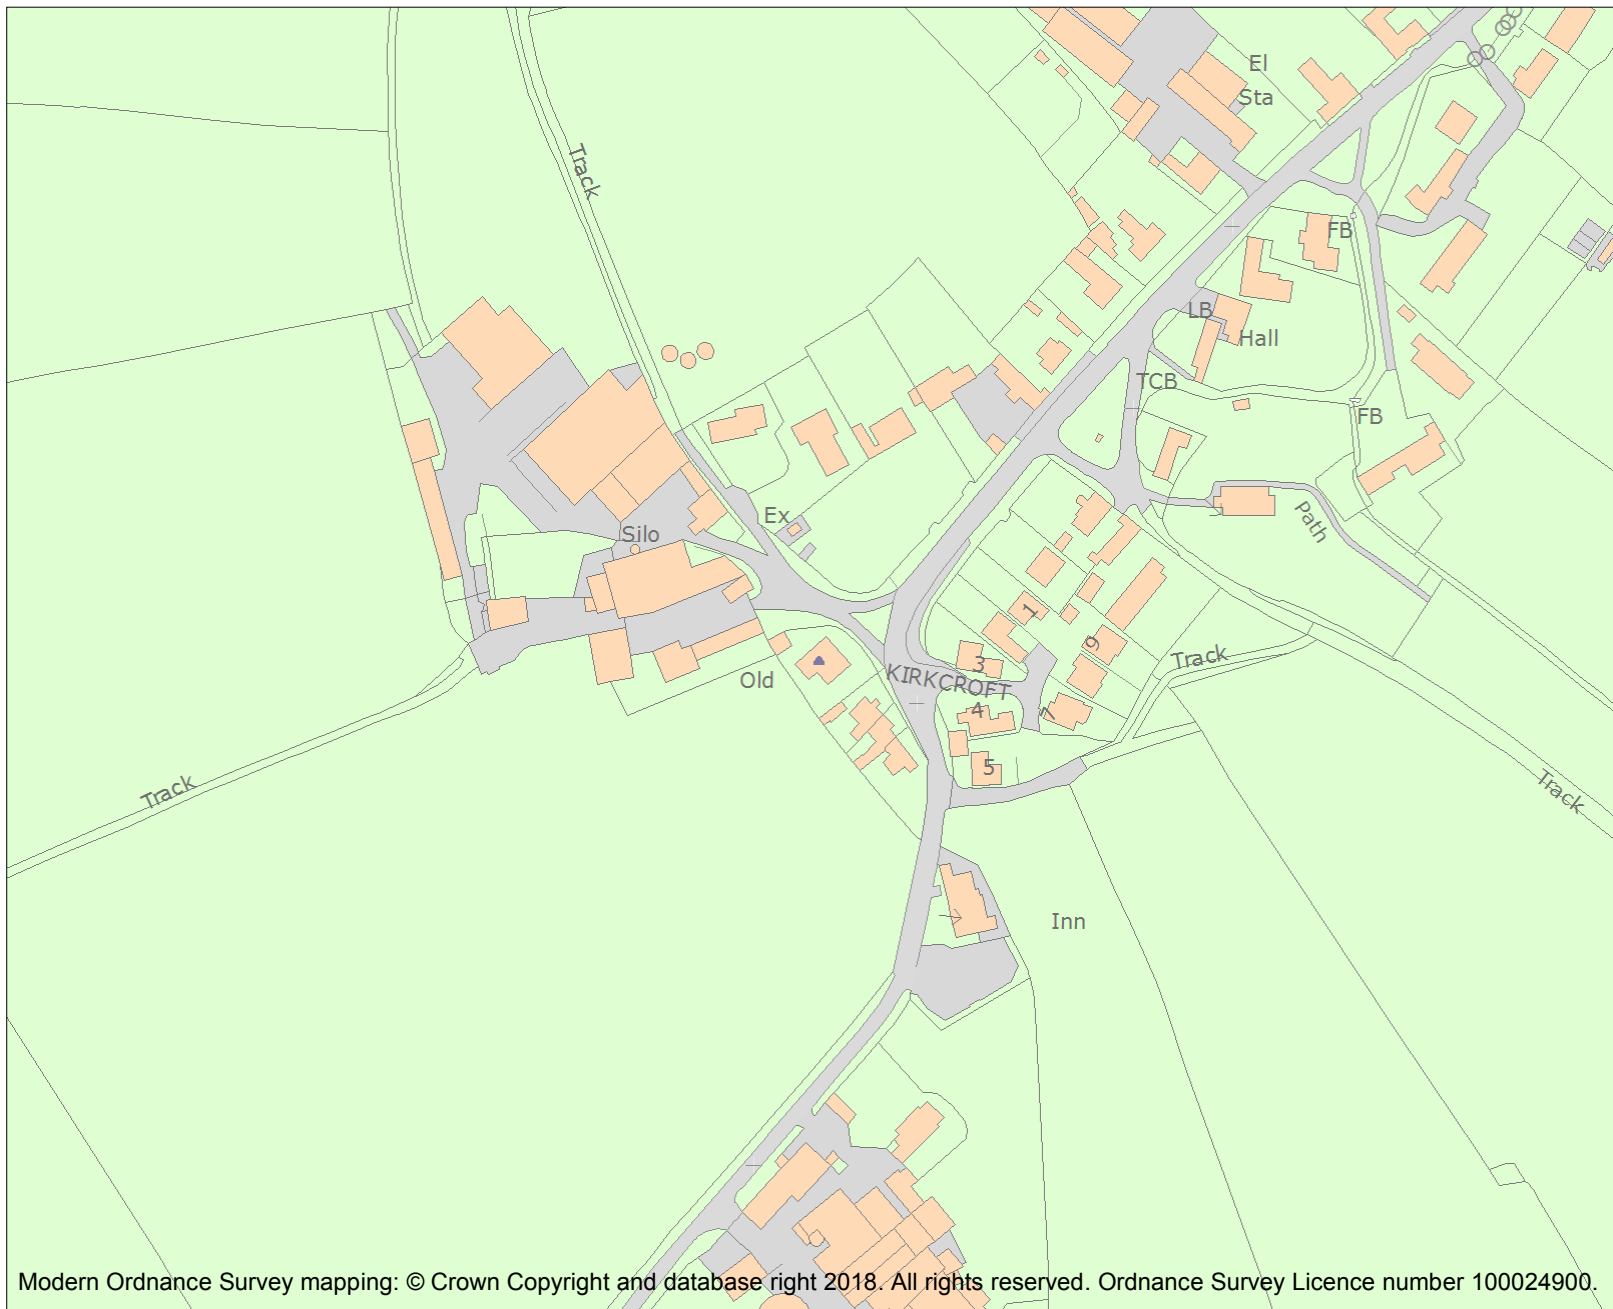 El
Sta
Track
FB
LB
Hall
TCB
FB
Ex
Path
Silo
1
9
3
Track
Old
KIRKCROFT
4
7
5
Track
Track
Inn
Modern Ordnance Survey mapping: © Crown Copyright and database right 2018. All rights reserved. Ordnance Survey Licence number 100024900.